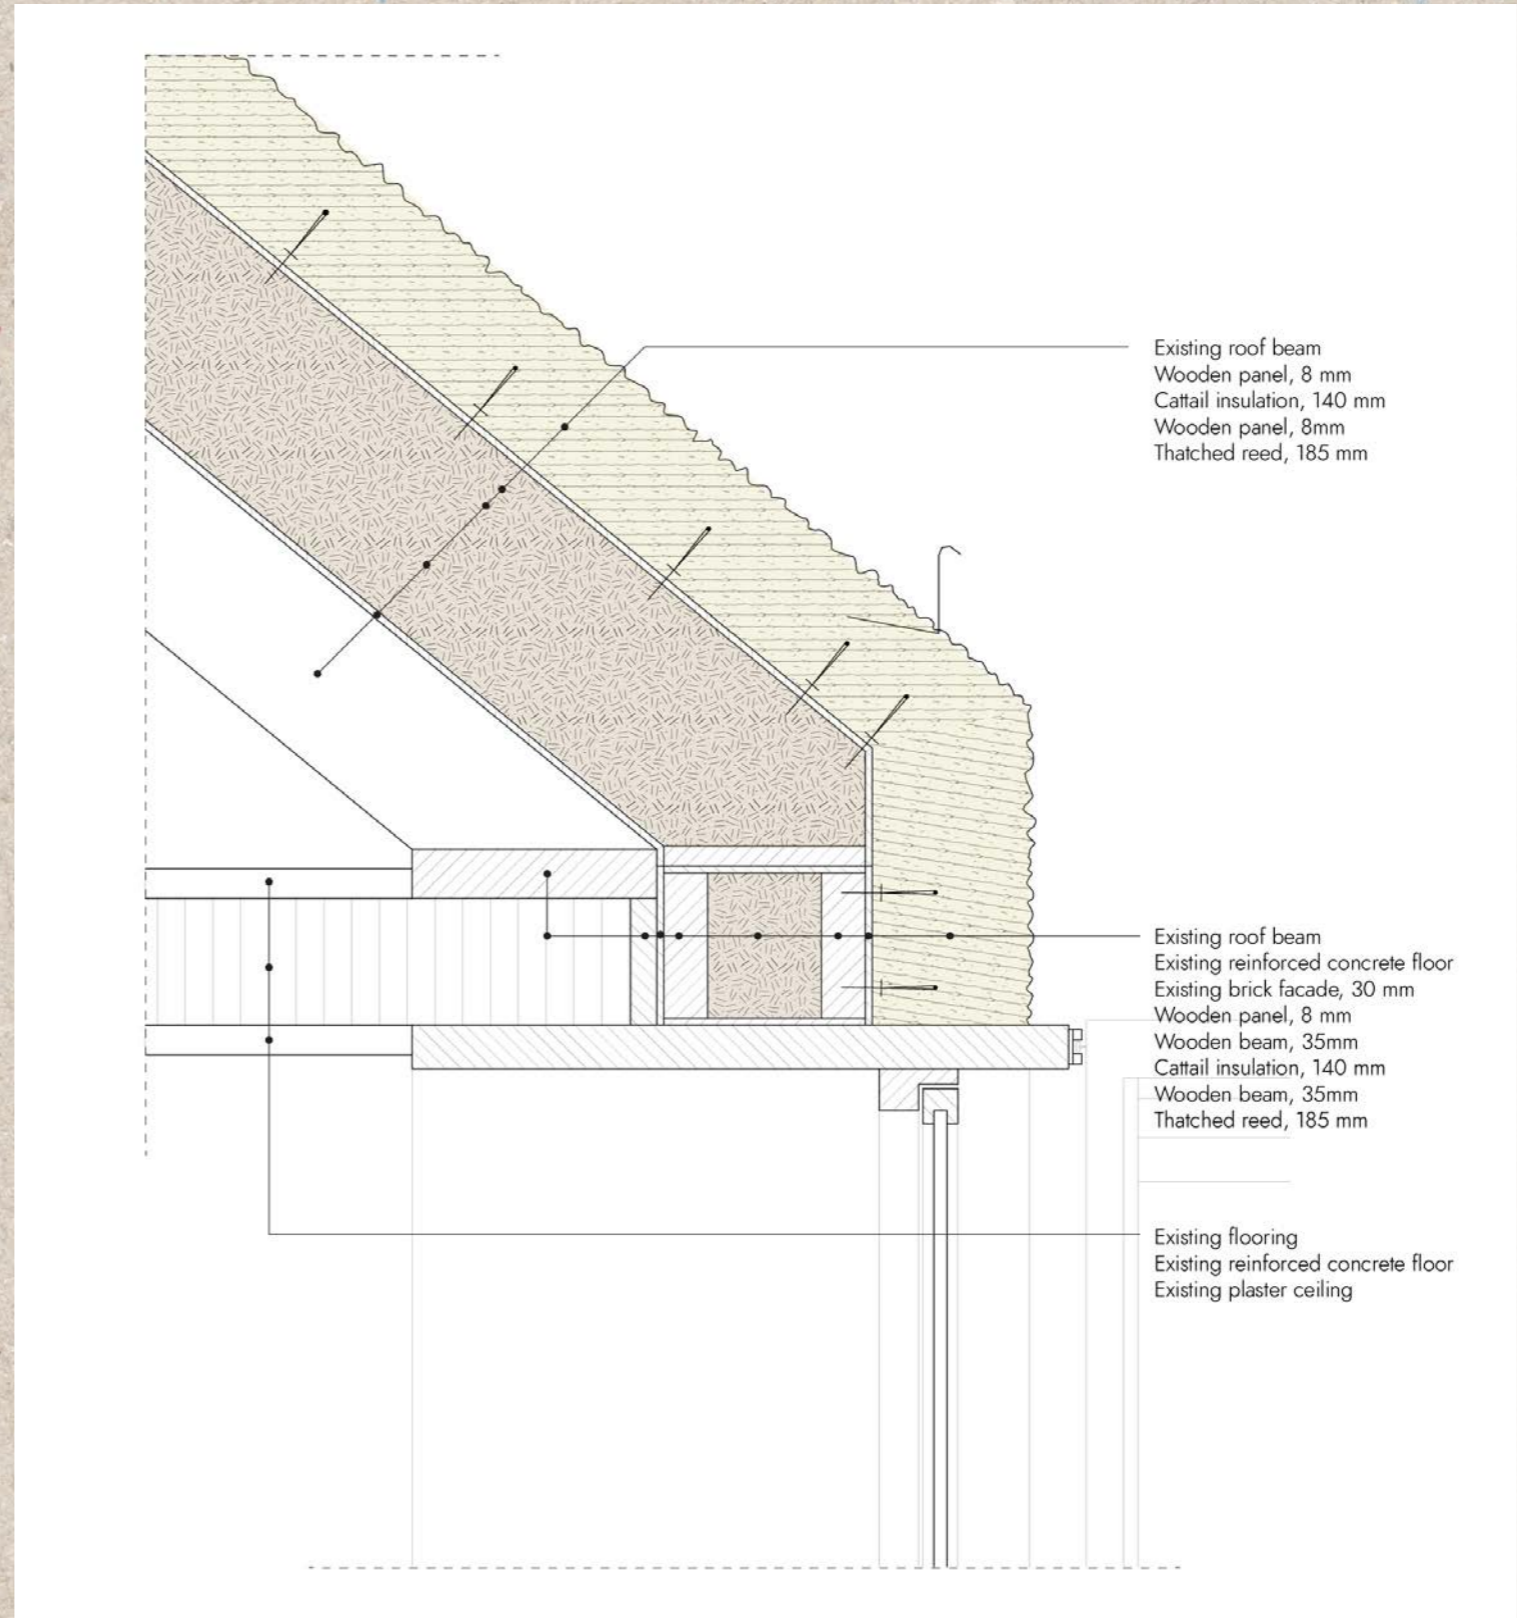 Existing roof beam
Wooden panel, 8 mm
Cattail insulation, 140 mm
Wooden panel, 8mm
Thatched reed, 185 mm
Existing roof beam
Existing reinforced concrete floor
Existing brick facade, 30 mm
Wooden panel, 8 mm
Wooden beam, 35mm
Cattail insulation, 140 mm
Wooden beam, 35mm
Thatched reed, 185 mm
Existing flooring
Existing reinforced concrete floor
Existing plaster ceiling